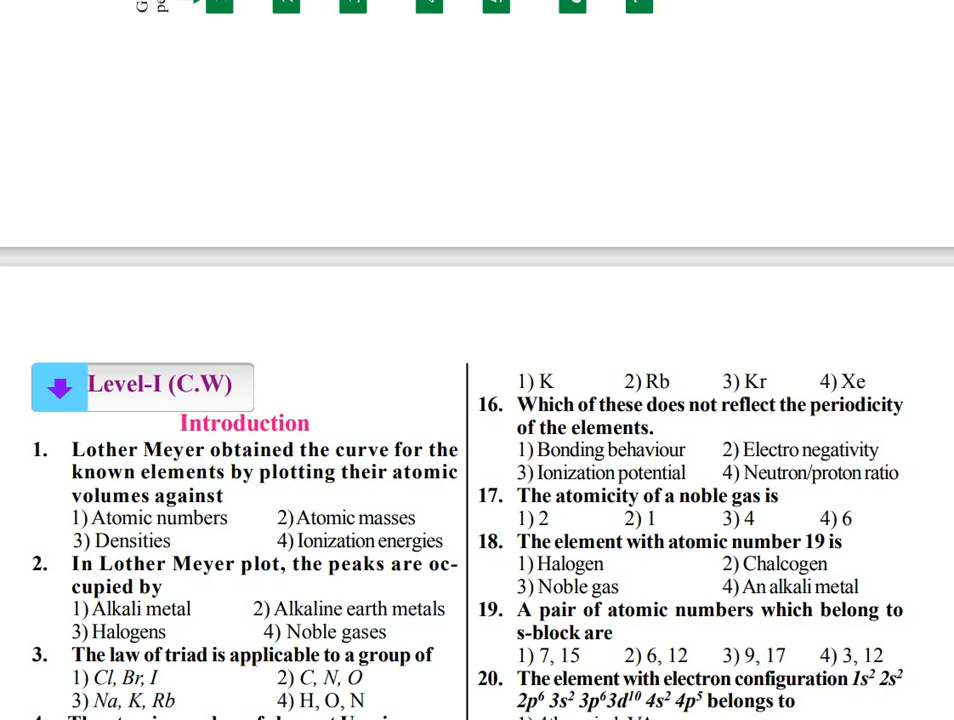 Level-I (C.W)
Introduction
1. Lother Meyer obtained the curve for the
known elements by plotting their atomic
volumes against
1) Atomic numbers 2) Atomic masses
3) Densities 4) Ionization energies
2. In Lother Meyer plot, the peaks are oc-
cupied by
1) Alkali metal 2) Alkaline earth metals
3) Halogens 4) Noble gases
3. The law of triad is applicable to a group of
1) Cl, Br, I 2) C, N, O
3) Na, K, Rb 4) H, O, N
1) K 2) Rb 3) Kr 4) Xe
16. Which of these does not reflect the periodicity
of the elements.
1) Bonding behaviour 2) Electro negativity
3) Ionization potential 4) Neutron/proton ratio
17. The atomicity of a noble gas is
1) 2 2) 1 3) 4 4) 6
18. The element with atomic number 19 is
1) Halogen 2) Chalcogen
3) Noble gas 4) An alkali metal
19. A pair of atomic numbers which belong to
s-block are
1) 7, 15 2) 6, 12 3) 9, 17 4) 3, 12
20. The element with electron configuration 1s² 2s²
2p⁶ 3s² 3p⁶ 3d¹⁰ 4s² 4p⁵ belongs to